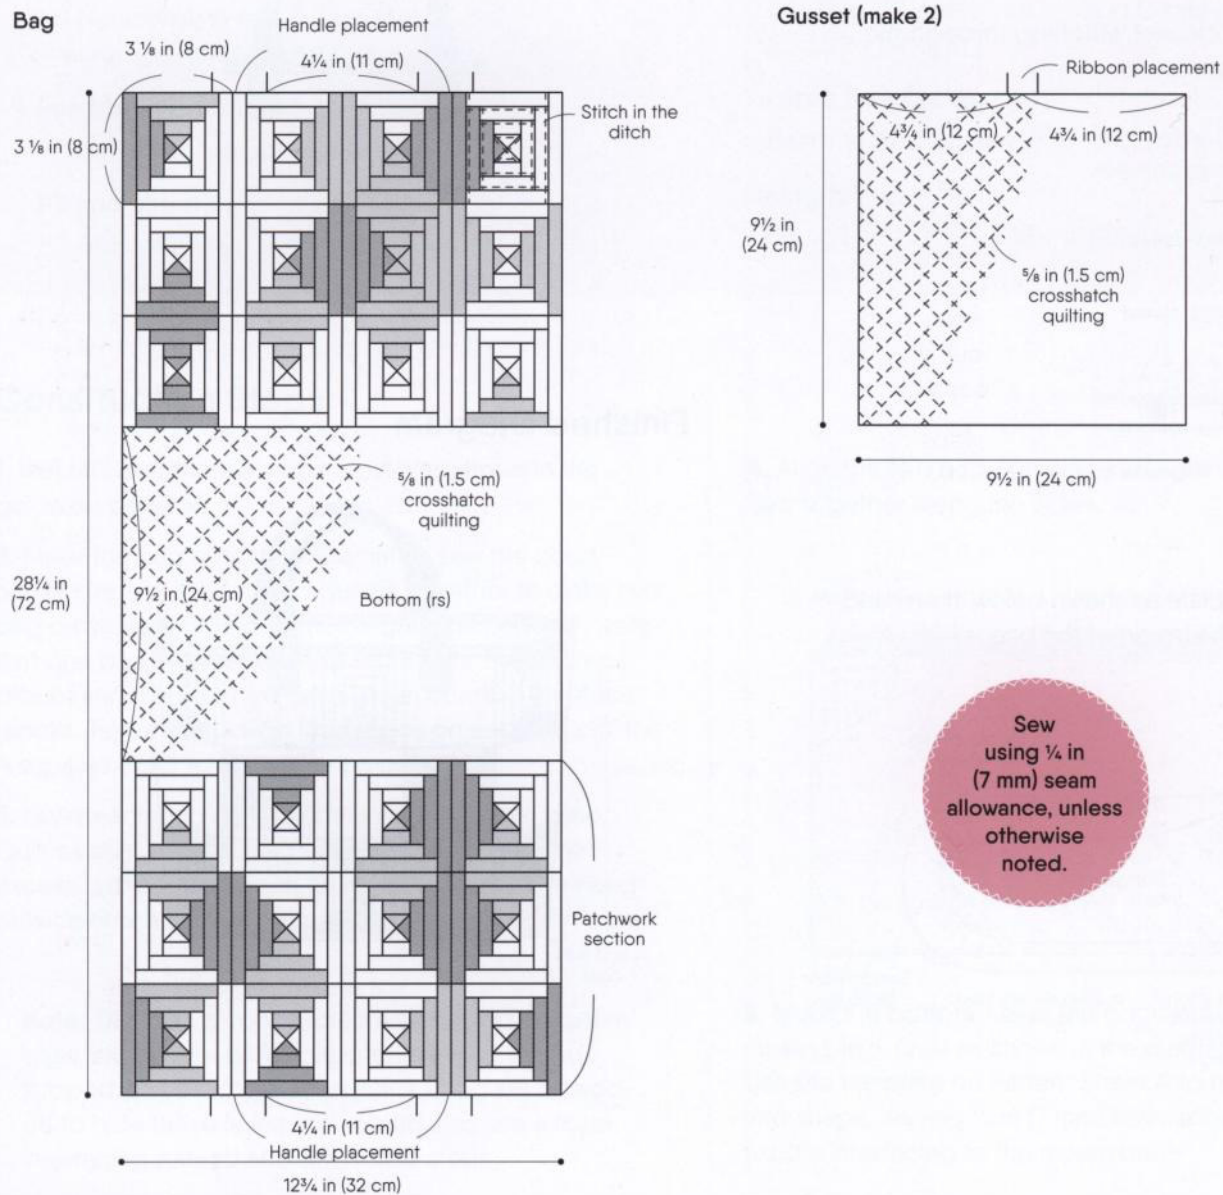 Bag
Handle placement
3 ⅛ in (8 cm)
4¼ in (11 cm)
Stitch in the
ditch
3 ⅛ in (8 cm)
⅝ in (1.5 cm)
crosshatch
quilting
28¼ in
(72 cm)
9½ in (24 cm)
Bottom (rs)
Patchwork
section
4¼ in (11 cm)
Handle placement
12¾ in (32 cm)
Gusset (make 2)
Ribbon placement
4¾ in (12 cm)
4¾ in (12 cm)
9½ in
(24 cm)
⅝ in (1.5 cm)
crosshatch
quilting
9½ in (24 cm)
Sew
using ¼ in
(7 mm) seam
allowance, unless
otherwise
noted.